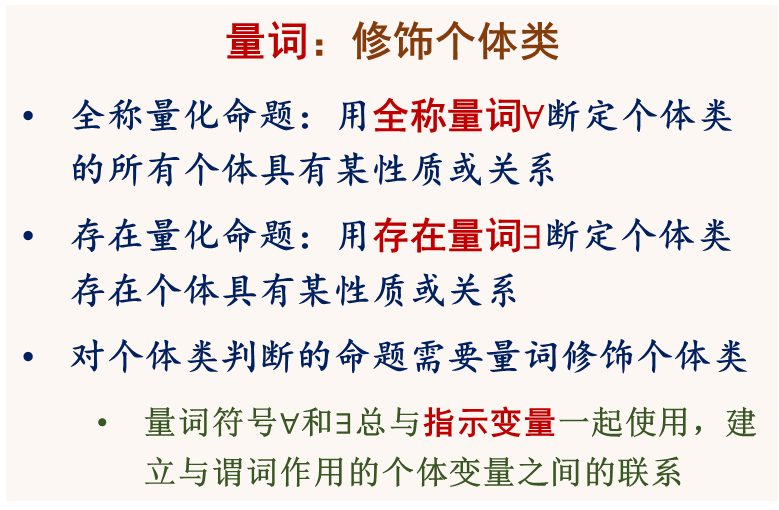 量词：修饰个体类
• 全称量化命题：用全称量词∀断定个体类
的所有个体具有某性质或关系
• 存在量化命题：用存在量词∃断定个体类
存在个体具有某性质或关系
• 对个体类判断的命题需要量词修饰个体类
• 量词符号∀和∃总与指示变量一起使用，建
立与谓词作用的个体变量之间的联系